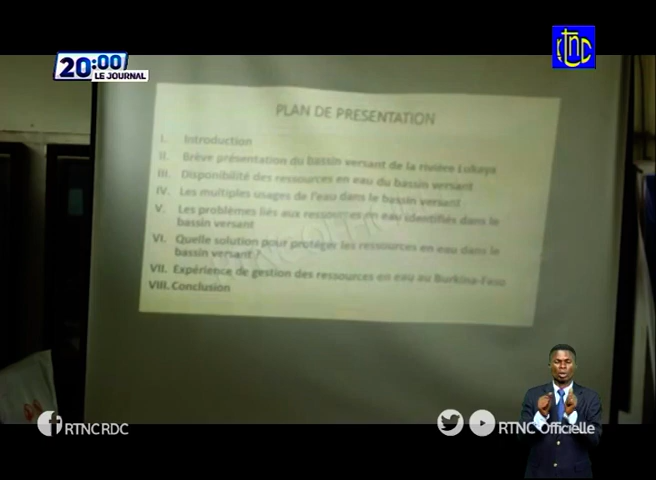 20:00
LE JOURNAL
rtnc
PLAN DE PRESENTATION
I. Introduction
II. Brève présentation du bassin versant de la rivière Lukaya
III. Disponibilité des ressources en eau du bassin versant
IV. Les multiples usages de l'eau dans le bassin versant
V. Les problèmes liés aux ressources en eau identifiés dans le
bassin versant
VI. Quelle solution pour protéger les ressources en eau dans le
bassin versant
VII. Expérience de gestion des ressources en eau au Burkina-Faso
VIII. Conclusion
RTNCRDC
RTNC Officielle